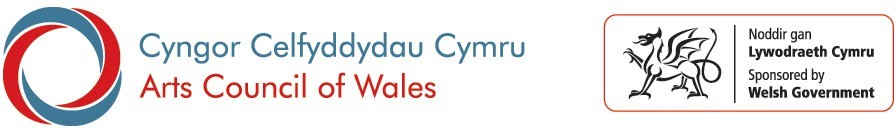 Cyngor Celfyddydau Cymru
Arts Council of Wales
Noddir gan
Lywodraeth Cymru
Sponsored by
Welsh Government